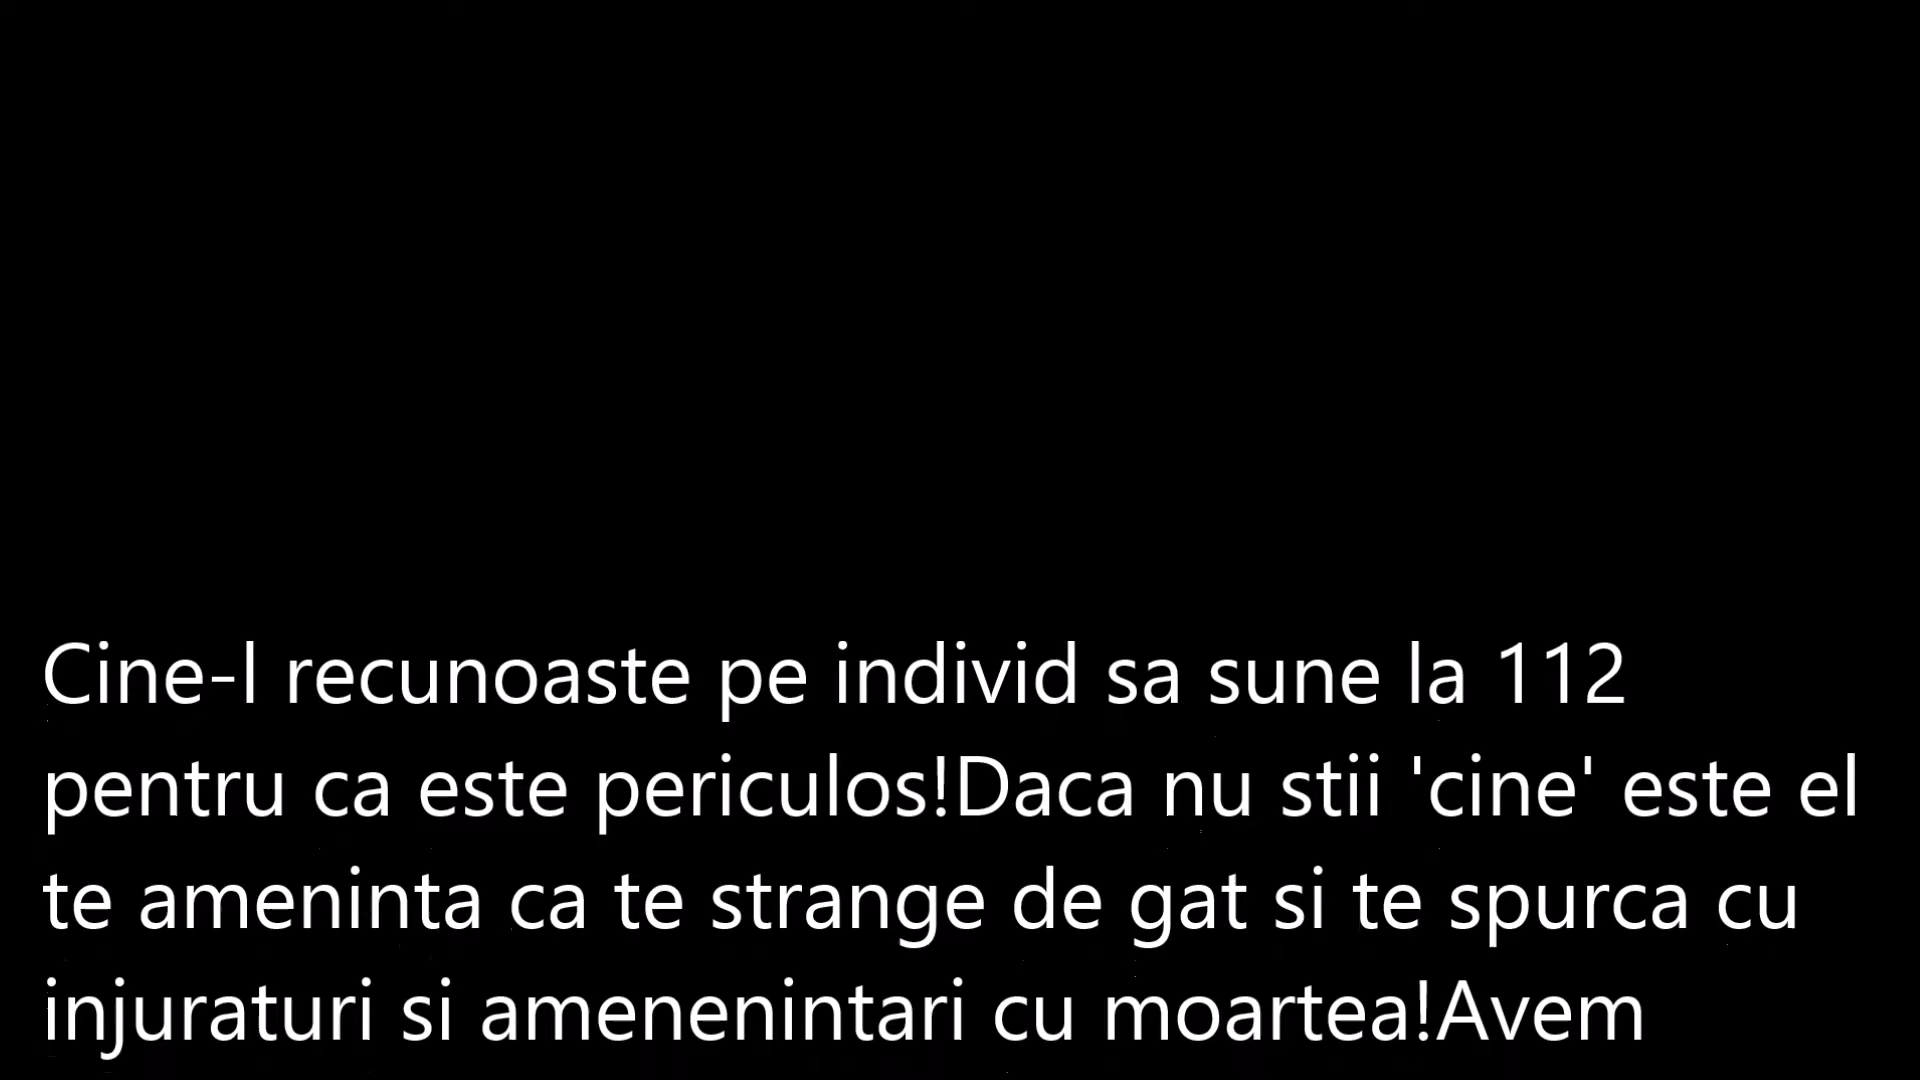 Cine-l recunoaste pe individ sa sune la 112
pentru ca este periculos!Daca nu stii 'cine' este el
te ameninta ca te strange de gat si te spurca cu
injuraturi si amenenintari cu moartea!Avem